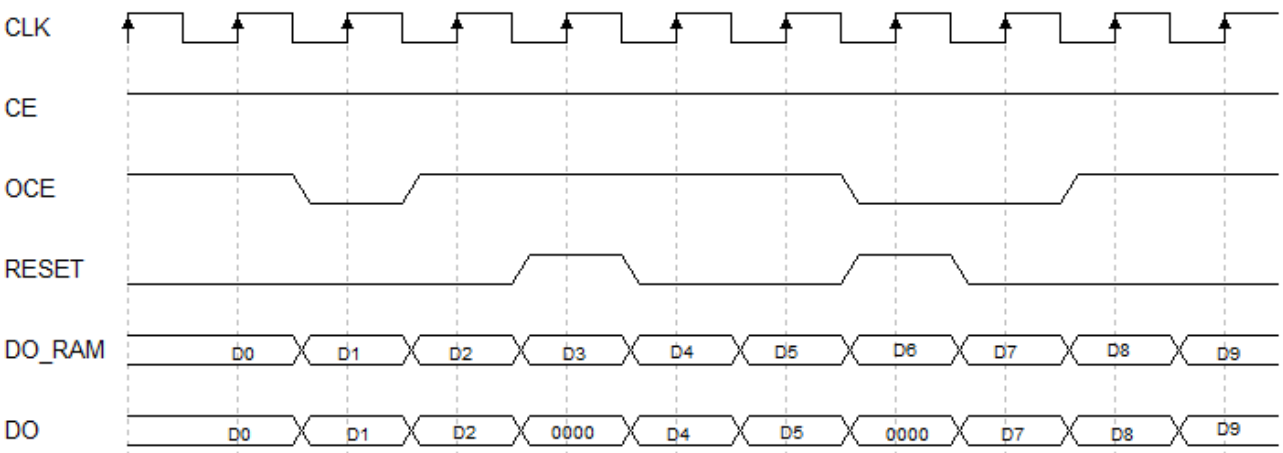 CLK
CE
OCE
RESET
DO_RAM D0 D1 D2 D3 D4 D5 D6 D7 D8 D9
DO D0 D1 D2 0000 D4 D5 0000 D7 D8 D9